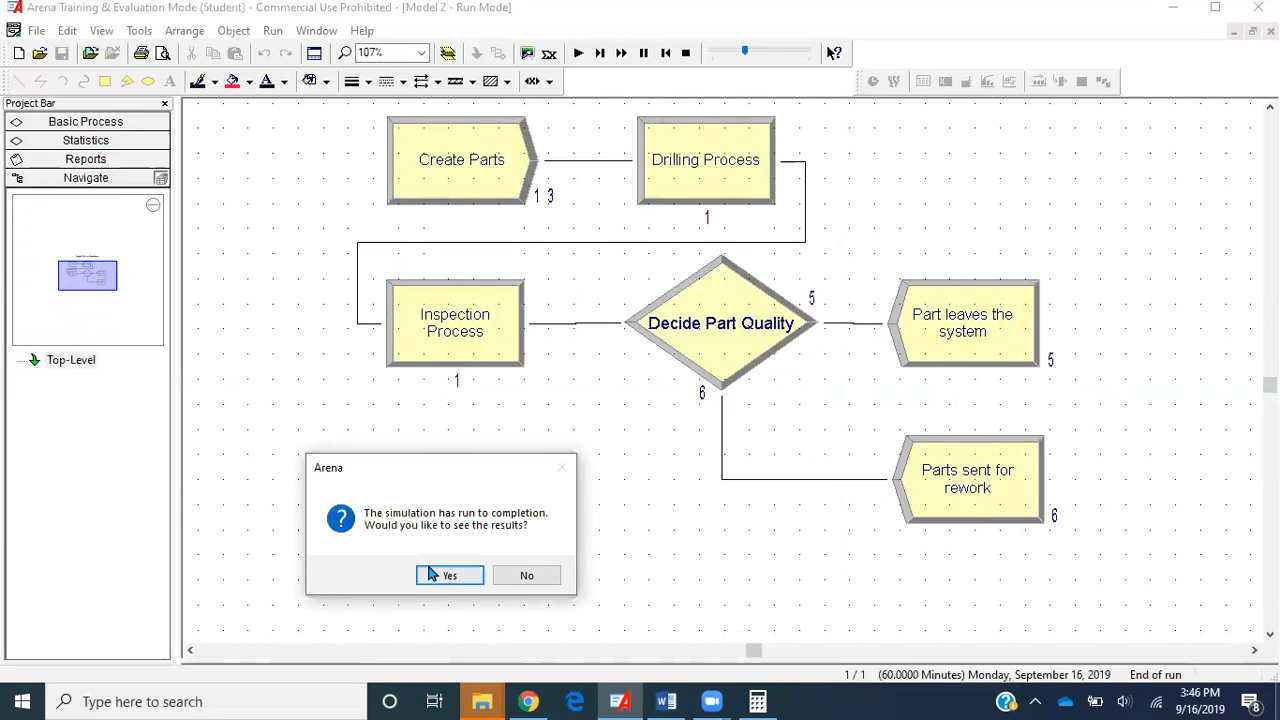 Arena Training & Evaluation Mode (Student) - Commercial Use Prohibited - [Model 2 - Run Mode]
File Edit View Tools Arrange Object Run Window Help
107%
Project Bar
Basic Process
Statistics
Reports
Navigate
Top-Level
Create Parts
1 3
Drilling Process
1
Inspection
Process
1
Decide Part Quality
5
6
Part leaves the
system
5
Parts sent for
rework
6
Arena
The simulation has run to completion.
Would you like to see the results?
Yes
No
1 / 1 (60.0000 Minutes) Monday, September 16, 2019 End of run
Type here to search
3:46 PM
9/16/2019
8